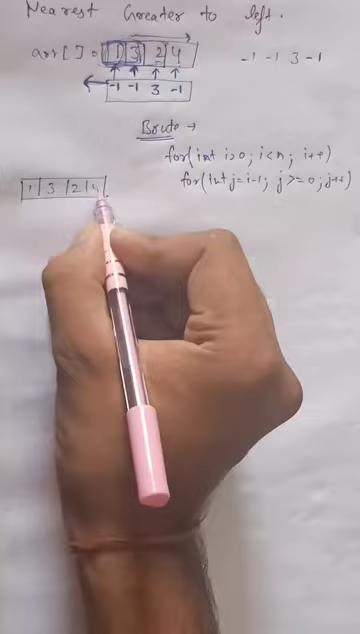 Nearest Greater to left.
arr[] = 1 3 2 4 -1 -1 3 -1
-1 -1 3 -1
Brute →
for(int i=0; i<n; i++)
for(int j=i-1; j>=0; j++)
1 3 2 4